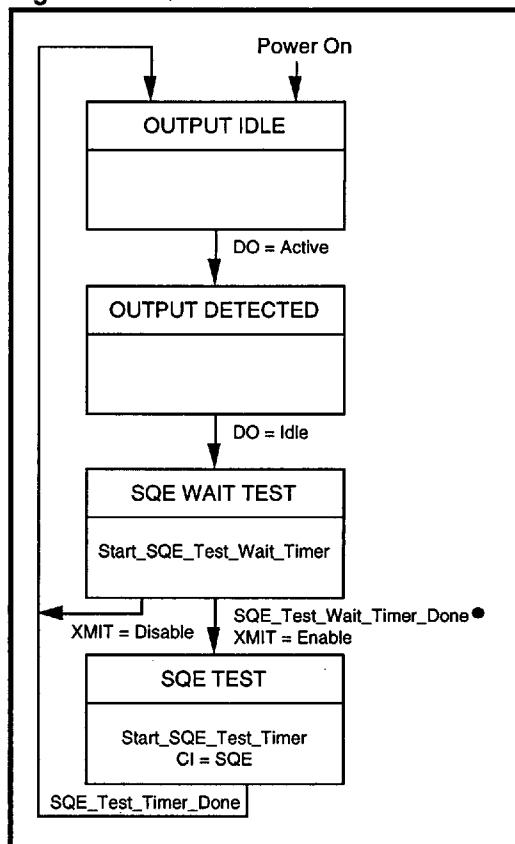 Power On
OUTPUT IDLE
DO = Active
OUTPUT DETECTED
DO = Idle
SQE WAIT TEST
Start_SQE_Test_Wait_Timer
SQE_Test_Wait_Timer_Done ●
XMIT = Disable
XMIT = Enable
SQE TEST
Start_SQE_Test_Timer
CI = SQE
SQE_Test_Timer_Done